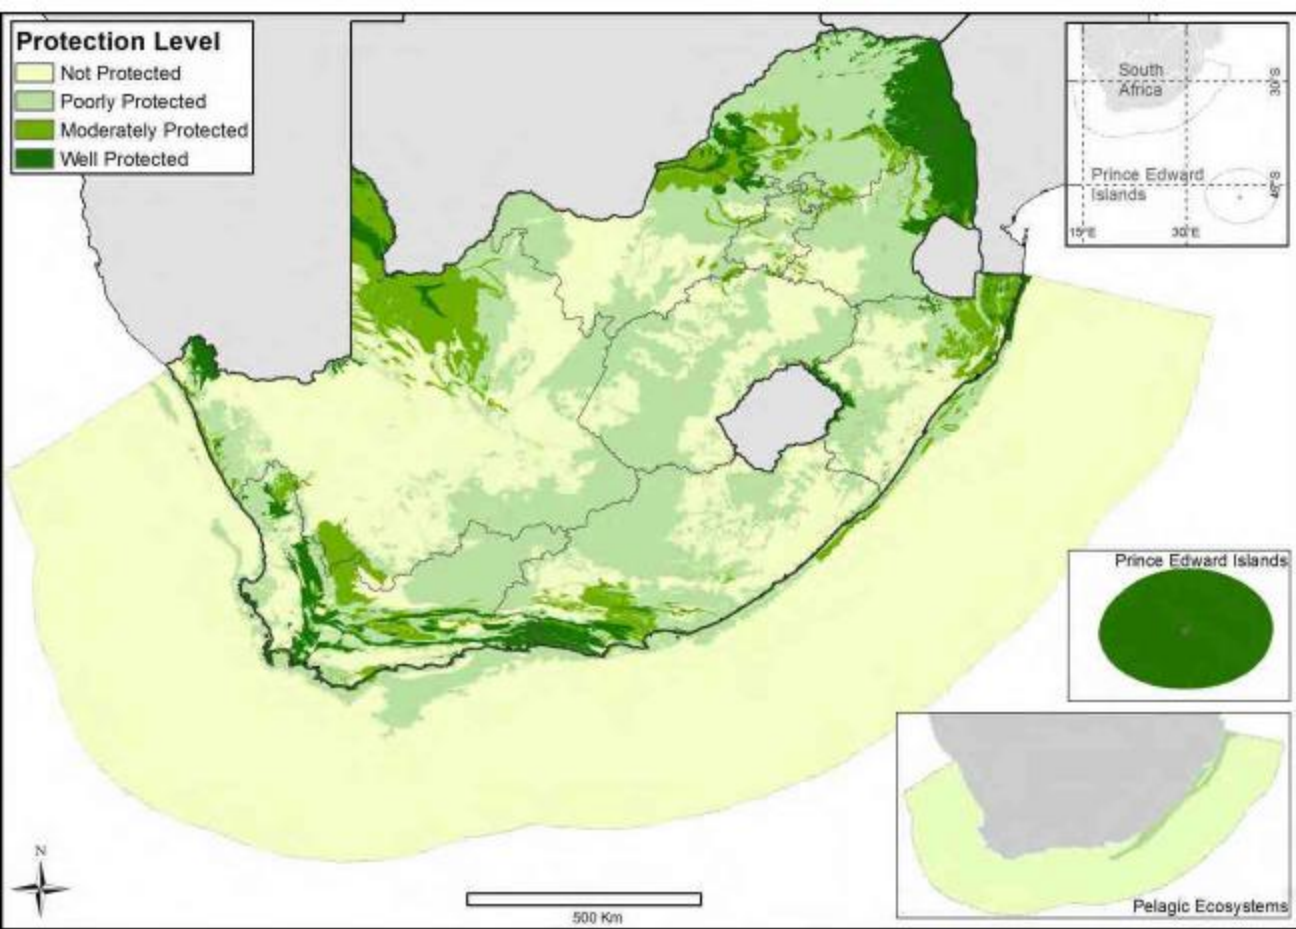 Protection Level
Not Protected
Poorly Protected
Moderately Protected
Well Protected
South
Africa
30°S
Prince Edward
Islands
45°S
15°E
30°E
Prince Edward Islands
Pelagic Ecosystems
N
500 Km